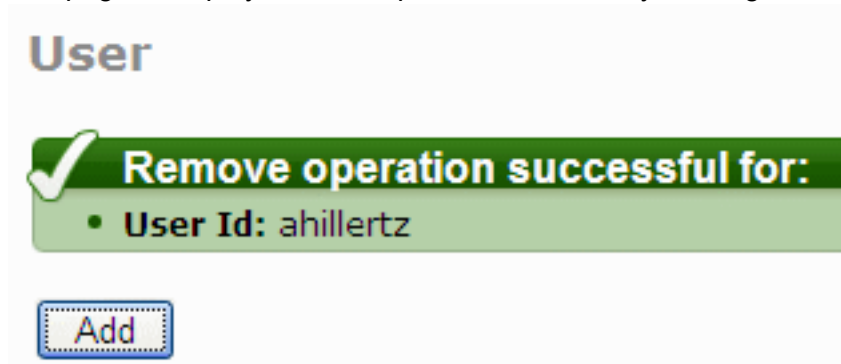 User
Remove operation successful for:
• User Id: ahillertz
Add